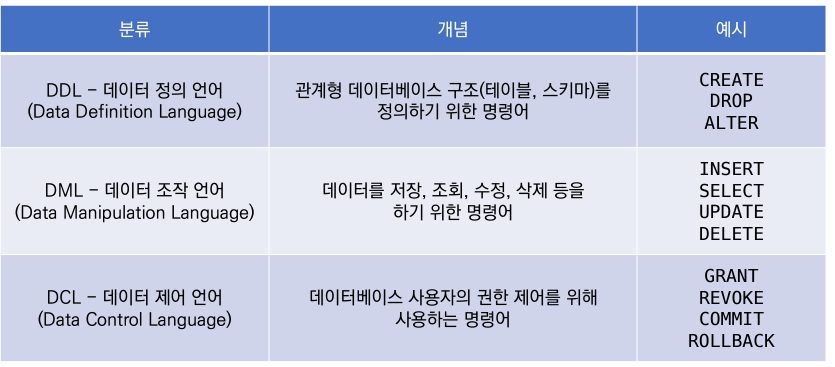 분류
개념
예시
DDL – 데이터 정의 언어
(Data Definition Language)
관계형 데이터베이스 구조(테이블, 스키마)를
정의하기 위한 명령어
CREATE
DROP
ALTER
DML – 데이터 조작 언어
(Data Manipulation Language)
데이터를 저장, 조회, 수정, 삭제 등을
하기 위한 명령어
INSERT
SELECT
UPDATE
DELETE
DCL – 데이터 제어 언어
(Data Control Language)
데이터베이스 사용자의 권한 제어를 위해
사용하는 명령어
GRANT
REVOKE
COMMIT
ROLLBACK